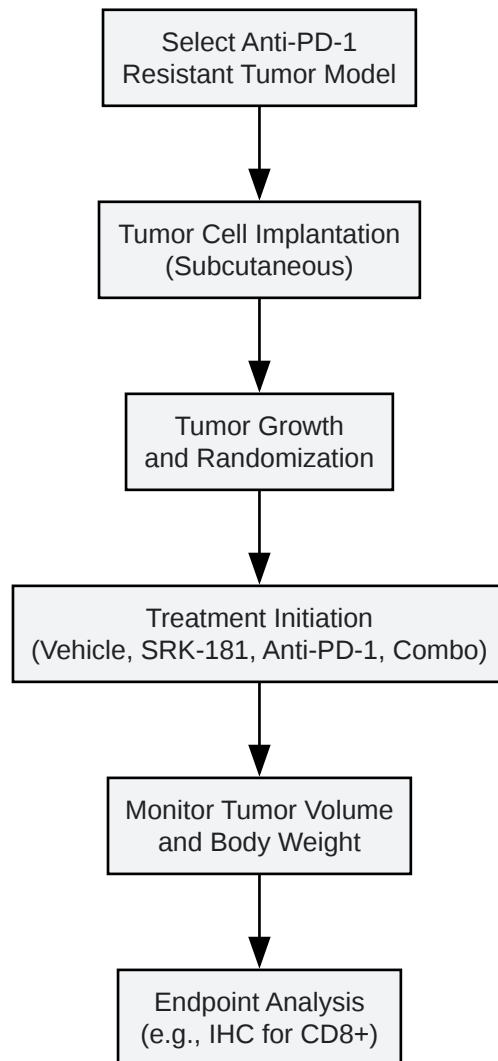 Select Anti-PD-1
Resistant Tumor Model
Tumor Cell Implantation
(Subcutaneous)
Tumor Growth
and Randomization
Treatment Initiation
(Vehicle, SRK-181, Anti-PD-1, Combo)
Monitor Tumor Volume
and Body Weight
Endpoint Analysis
(e.g., IHC for CD8+)